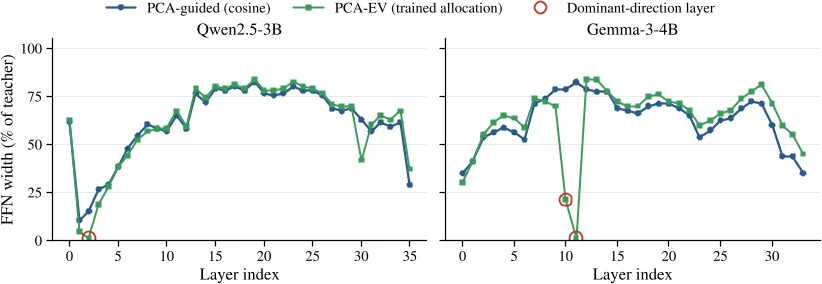 PCA-guided (cosine) PCA-EV (trained allocation) Dominant-direction layer
Qwen2.5-3B Gemma-3-4B
FFN width (% of teacher)
100
75
50
25
0
0 5 10 15 20 25 30 35
0 5 10 15 20 25 30
Layer index Layer index